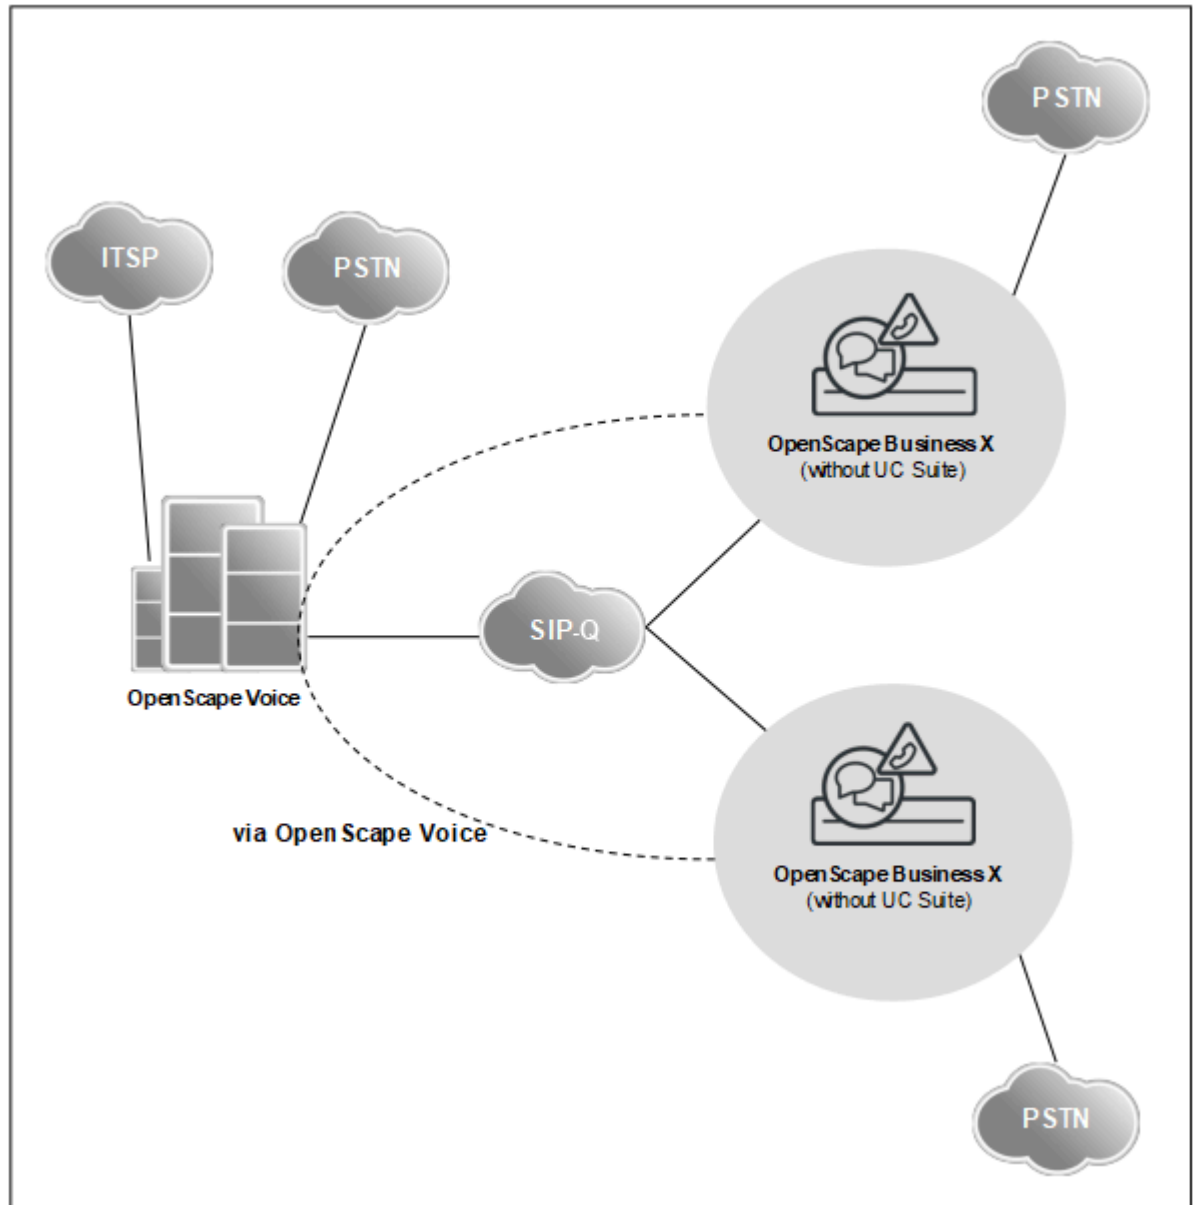 PSTN
ITSP
PSTN
OpenScape Business X
(without UC Suite)
SIP-Q
OpenScape Voice
via OpenScape Voice
OpenScape Business X
(without UC Suite)
PSTN